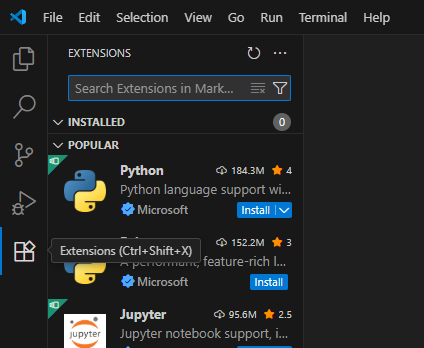 File Edit Selection View Go Run Terminal Help
EXTENSIONS
Search Extensions in Mark...
INSTALLED 0
POPULAR
Python 184.3M 4
Python language support wi...
Microsoft Install
Extensions (Ctrl+Shift+X)
152.2M 3
A performant, feature-rich l...
Install
Jupyter 95.6M 2.5
jupyter
Jupyter notebook support, i...